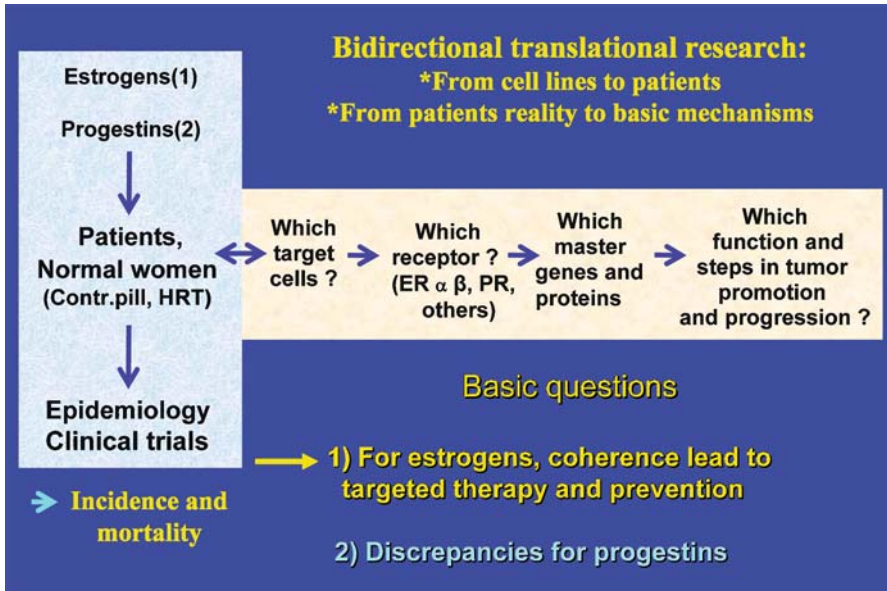 Bidirectional translational research:
*From cell lines to patients
*From patients reality to basic mechanisms
Estrogens(1)
Progestins(2)
Patients,
Normal women
(Contr.pill, HRT)
Epidemiology
Clinical trials
Which
target
cells ?
Which
receptor ?
(ER α β, PR,
others)
Which
master
genes and
proteins
Which
function and
steps in tumor
promotion
and progression ?
Basic questions
1) For estrogens, coherence lead to
targeted therapy and prevention
Incidence and
mortality
2) Discrepancies for progestins